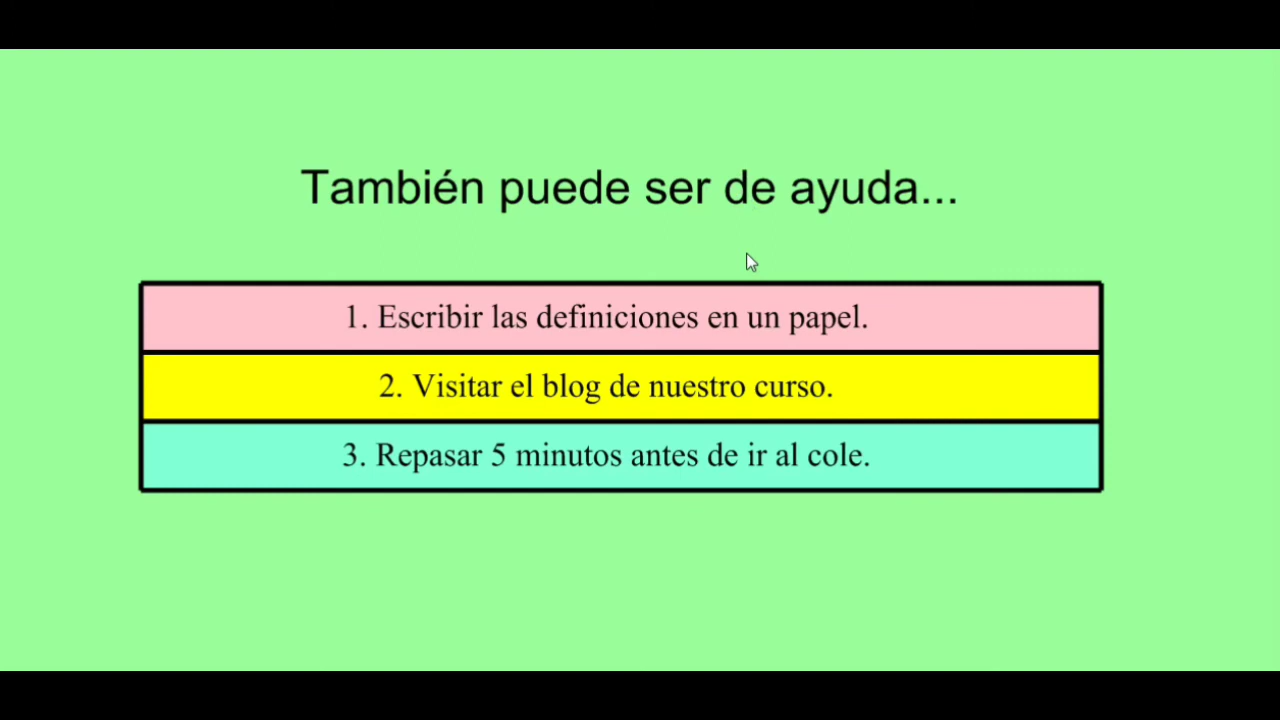 También puede ser de ayuda...
1. Escribir las definiciones en un papel.
2. Visitar el blog de nuestro curso.
3. Repasar 5 minutos antes de ir al cole.